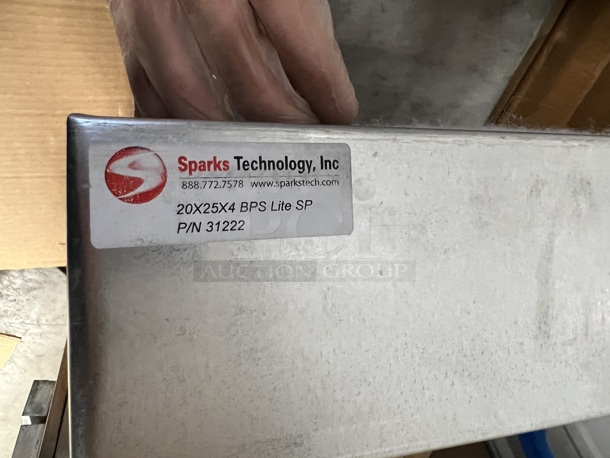 Sparks Technology, Inc
888.772.7578 www.sparkstech.com
20X25X4 BPS Lite SP
P/N 31222
AUCTION GROUP